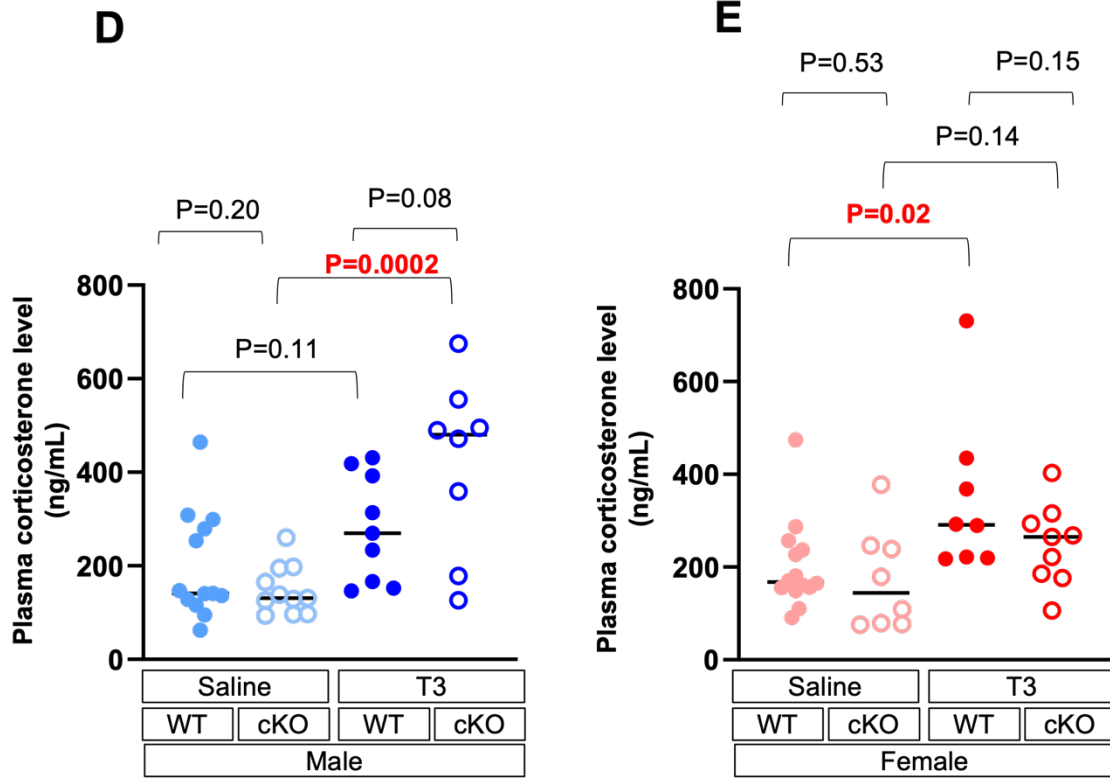 D
P=0.20
P=0.08
P=0.0002
P=0.11
Plasma corticosterone level
(ng/mL)
800
600
400
200
0
Saline
T3
WT
cKO
WT
cKO
Male
E
P=0.53
P=0.15
P=0.14
P=0.02
Plasma corticosterone level
(ng/mL)
800
600
400
200
0
Saline
T3
WT
cKO
WT
cKO
Female